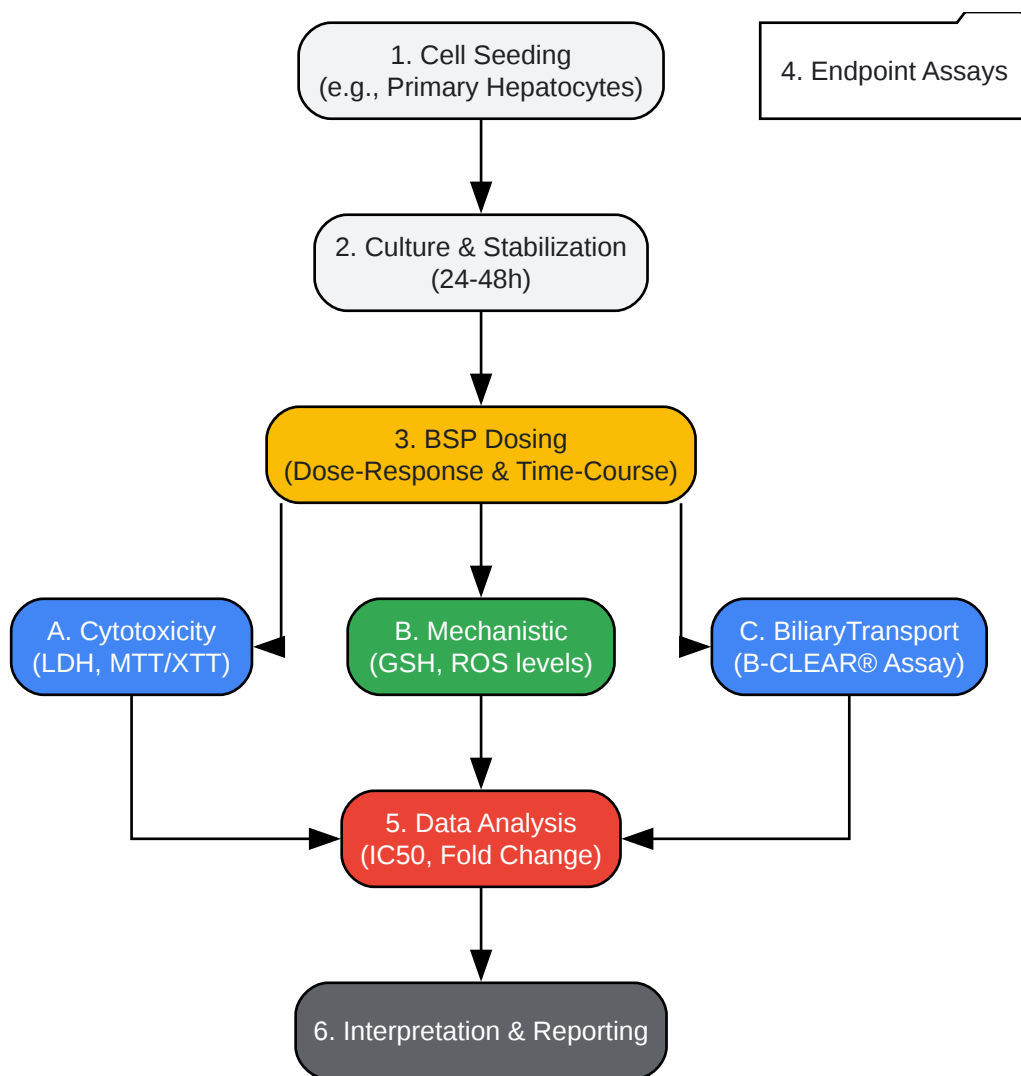 1. Cell Seeding
(e.g., Primary Hepatocytes)
4. Endpoint Assays
2. Culture & Stabilization
(24-48h)
3. BSP Dosing
(Dose-Response & Time-Course)
A. Cytotoxicity
(LDH, MTT/XTT)
B. Mechanistic
(GSH, ROS levels)
C. BiliaryTransport
(B-CLEAR® Assay)
5. Data Analysis
(IC50, Fold Change)
6. Interpretation & Reporting